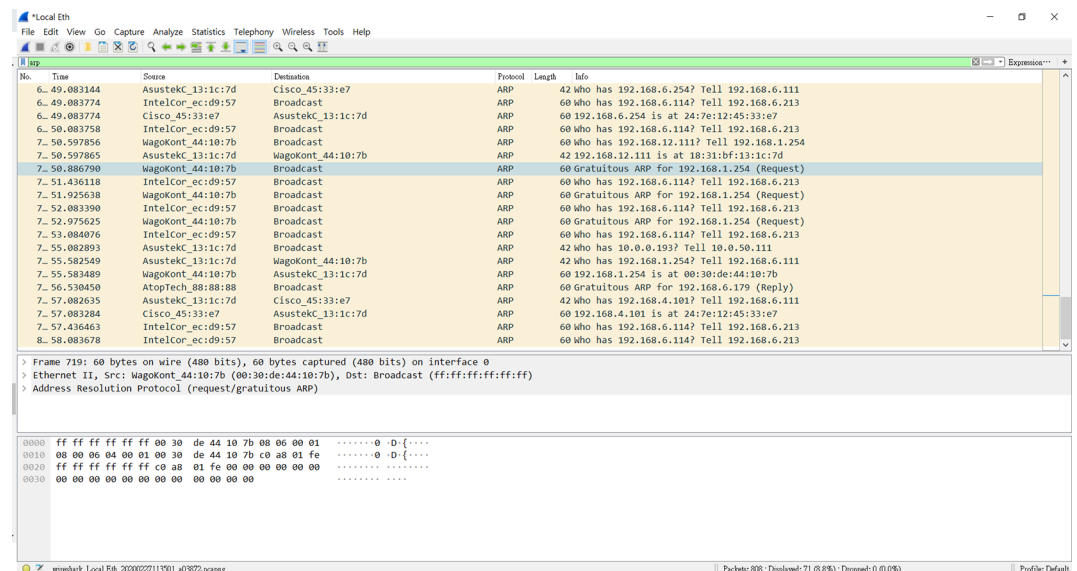 *Local Eth
File Edit View Go Capture Analyze Statistics Telephony Wireless Tools Help
arp Expression… +
No. Time Source Destination Protocol Length Info
6… 49.083144 AsustekC_13:1c:7d Cisco_45:33:e7 ARP 42 Who has 192.168.6.254? Tell 192.168.6.111
6… 49.083774 IntelCor_ec:d9:57 Broadcast ARP 60 Who has 192.168.6.114? Tell 192.168.6.213
6… 49.083774 Cisco_45:33:e7 AsustekC_13:1c:7d ARP 60 192.168.6.254 is at 24:7e:12:45:33:e7
6… 50.083758 IntelCor_ec:d9:57 Broadcast ARP 60 Who has 192.168.6.114? Tell 192.168.6.213
7… 50.597856 WagoKont_44:10:7b Broadcast ARP 60 Who has 192.168.12.111? Tell 192.168.1.254
7… 50.597865 AsustekC_13:1c:7d WagoKont_44:10:7b ARP 42 192.168.12.111 is at 18:31:bf:13:1c:7d
7… 50.886790 WagoKont_44:10:7b Broadcast ARP 60 Gratuitous ARP for 192.168.1.254 (Request)
7… 51.436118 IntelCor_ec:d9:57 Broadcast ARP 60 Who has 192.168.6.114? Tell 192.168.6.213
7… 51.925638 WagoKont_44:10:7b Broadcast ARP 60 Gratuitous ARP for 192.168.1.254 (Request)
7… 52.083390 IntelCor_ec:d9:57 Broadcast ARP 60 Who has 192.168.6.114? Tell 192.168.6.213
7… 52.975625 WagoKont_44:10:7b Broadcast ARP 60 Gratuitous ARP for 192.168.1.254 (Request)
7… 53.084076 IntelCor_ec:d9:57 Broadcast ARP 60 Who has 192.168.6.114? Tell 192.168.6.213
7… 55.082893 AsustekC_13:1c:7d Broadcast ARP 42 Who has 10.0.0.193? Tell 10.0.50.111
7… 55.582549 AsustekC_13:1c:7d WagoKont_44:10:7b ARP 42 Who has 192.168.1.254? Tell 192.168.6.111
7… 55.583489 WagoKont_44:10:7b AsustekC_13:1c:7d ARP 60 192.168.1.254 is at 00:30:de:44:10:7b
7… 56.530450 AtopTech_88:88:88 Broadcast ARP 60 Gratuitous ARP for 192.168.6.179 (Reply)
7… 57.082635 AsustekC_13:1c:7d Cisco_45:33:e7 ARP 42 Who has 192.168.4.101? Tell 192.168.6.111
7… 57.083284 Cisco_45:33:e7 AsustekC_13:1c:7d ARP 60 192.168.4.101 is at 24:7e:12:45:33:e7
7… 57.436463 IntelCor_ec:d9:57 Broadcast ARP 60 Who has 192.168.6.114? Tell 192.168.6.213
8… 58.083678 IntelCor_ec:d9:57 Broadcast ARP 60 Who has 192.168.6.114? Tell 192.168.6.213
Frame 719: 60 bytes on wire (480 bits), 60 bytes captured (480 bits) on interface 0
Ethernet II, Src: WagoKont_44:10:7b (00:30:de:44:10:7b), Dst: Broadcast (ff:ff:ff:ff:ff:ff)
Address Resolution Protocol (request/gratuitous ARP)
0000 ff ff ff ff ff ff 00 30 de 44 10 7b 08 06 00 01 ·······0 ·D·{····
0010 08 00 06 04 00 01 00 30 de 44 10 7b c0 a8 01 fe ·······0 ·D·{····
0020 ff ff ff ff ff ff c0 a8 01 fe 00 00 00 00 00 00 ········ ········
0030 00 00 00 00 00 00 00 00 00 00 00 00 ········ ····
wireshark_Local Eth_20200227113501_a03872.pcapng Packets: 808 · Displayed: 71 (8.8%) · Dropped: 0 (0.0%) Profile: Default